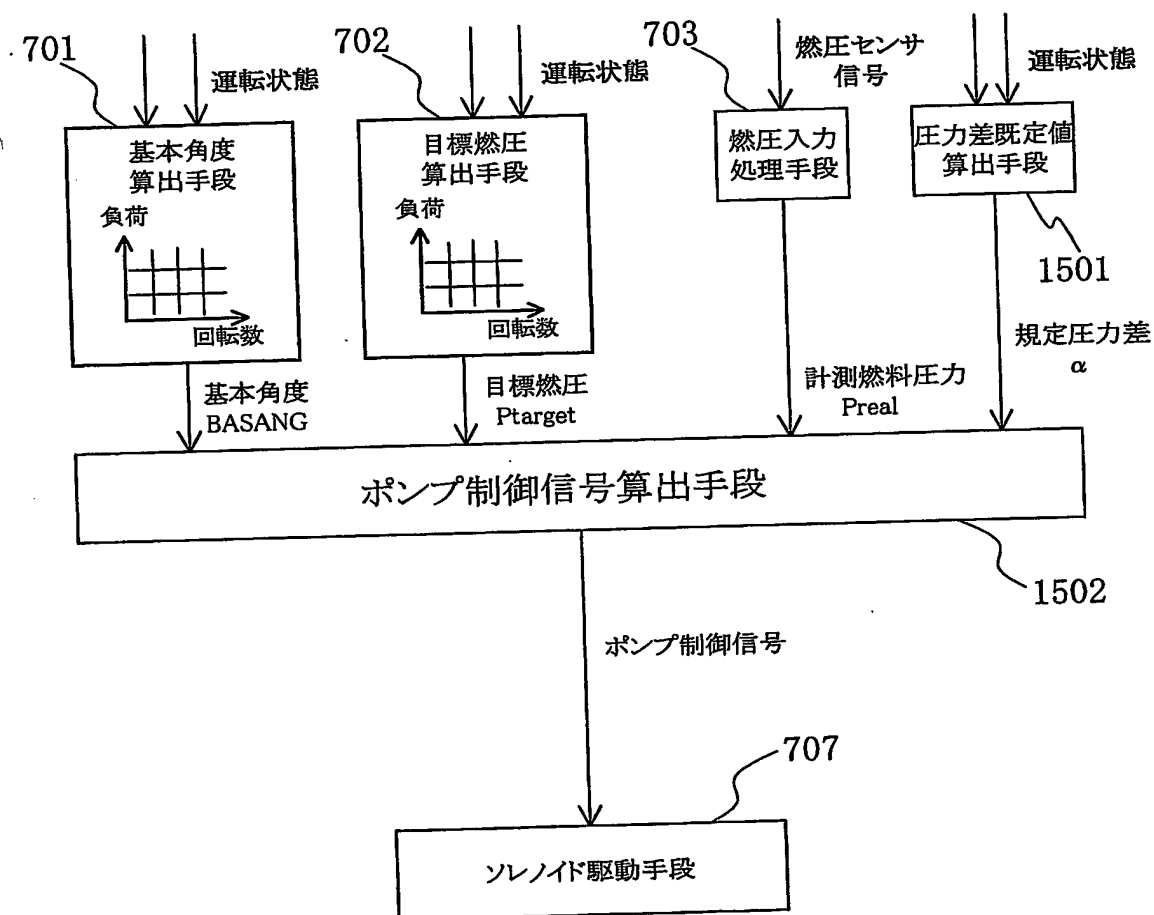 701
運転状態
基本角度
算出手段
負荷
回転数
702
運転状態
目標燃圧
算出手段
負荷
回転数
703
燃圧センサ
信号
燃圧入力
処理手段
運転状態
圧力差既定値
算出手段
1501
基本角度
BASANG
目標燃圧
Ptarget
計測燃料圧力
Preal
規定圧力差
α
ポンプ制御信号算出手段
1502
ポンプ制御信号
707
ソレノイド駆動手段